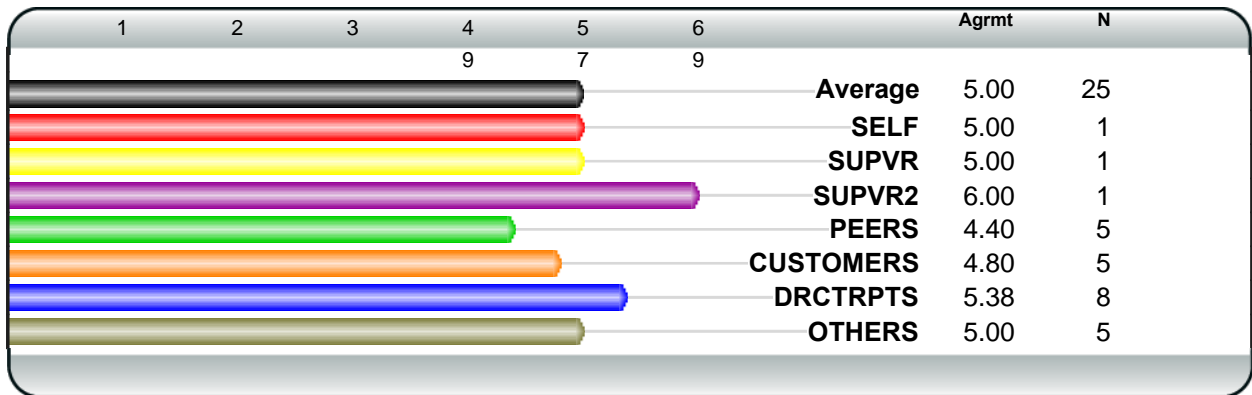 1 2 3 4 5 6 Agrmt N
9 7 9
Average 5.00 25
SELF 5.00 1
SUPVR 5.00 1
SUPVR2 6.00 1
PEERS 4.40 5
CUSTOMERS 4.80 5
DRCTRPTS 5.38 8
OTHERS 5.00 5